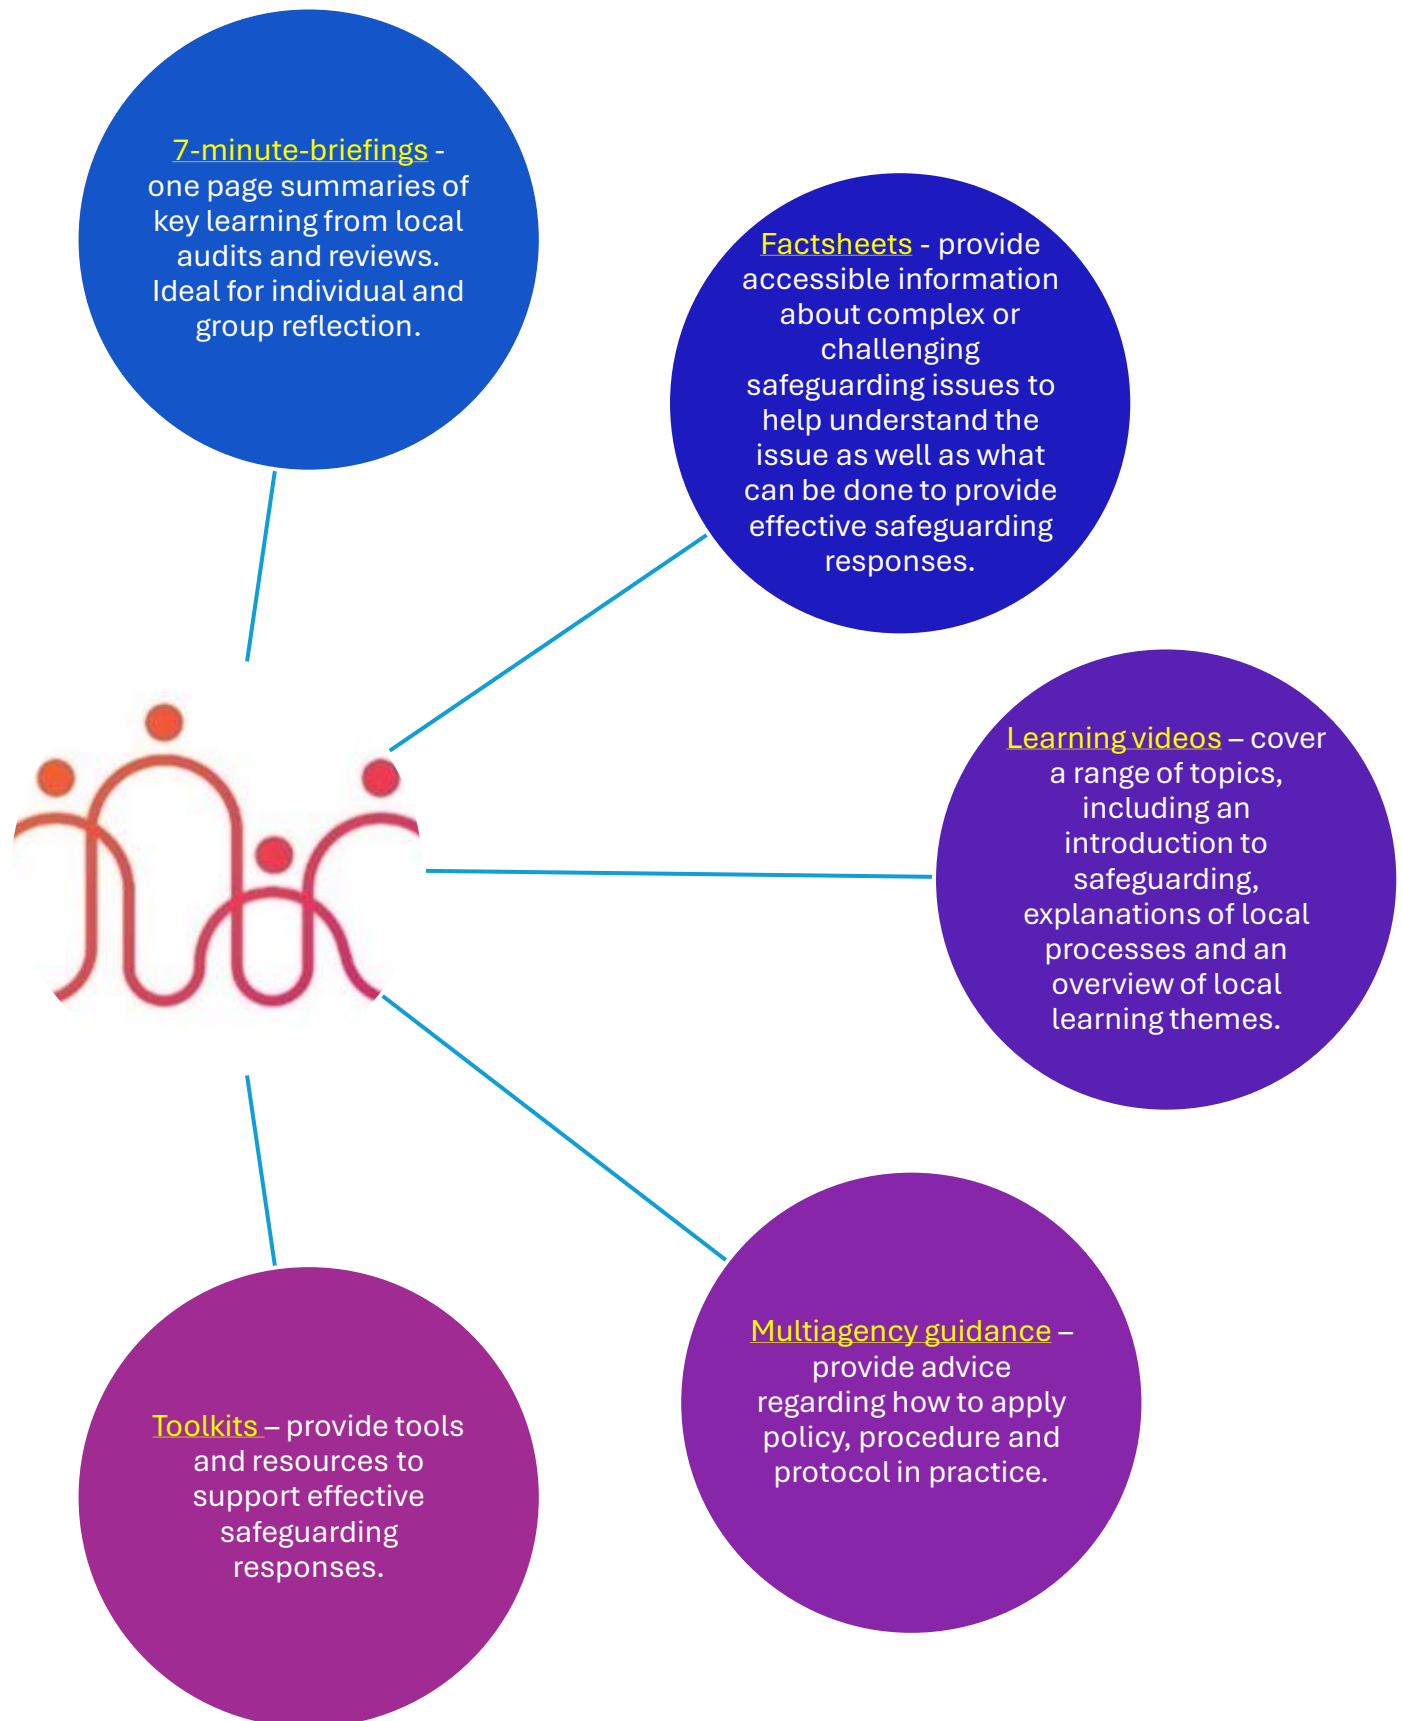 7-minute-briefings -
one page summaries of
key learning from local
audits and reviews.
Ideal for individual and
group reflection.
Factsheets - provide
accessible information
about complex or
challenging
safeguarding issues to
help understand the
issue as well as what
can be done to provide
effective safeguarding
responses.
Learning videos – cover
a range of topics,
including an
introduction to
safeguarding,
explanations of local
processes and an
overview of local
learning themes.
Multiagency guidance –
provide advice
regarding how to apply
policy, procedure and
protocol in practice.
Toolkits – provide tools
and resources to
support effective
safeguarding
responses.